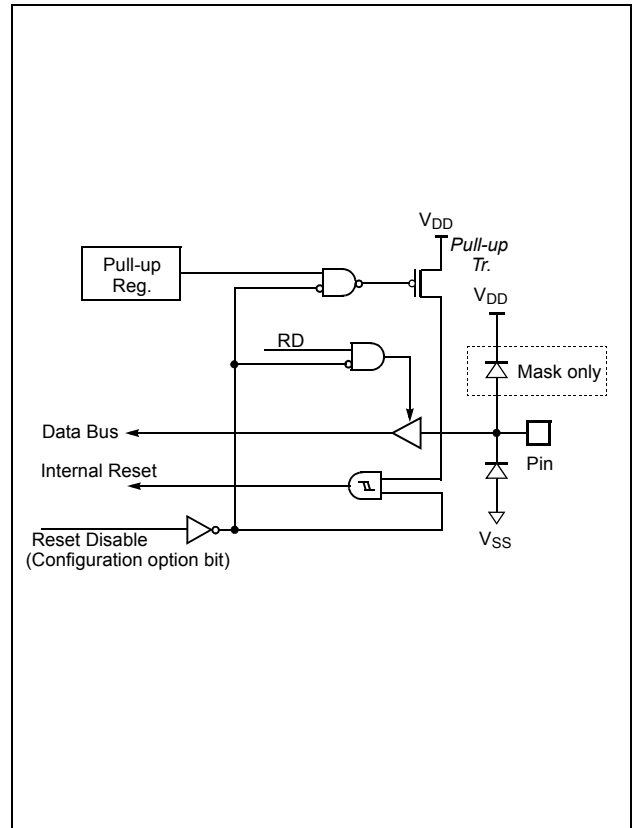 VDD
Pull-up
Tr.
Pull-up
Reg.
VDD
RD
Mask only
Data Bus
Pin
Internal Reset
Reset Disable
(Configuration option bit)
VSS